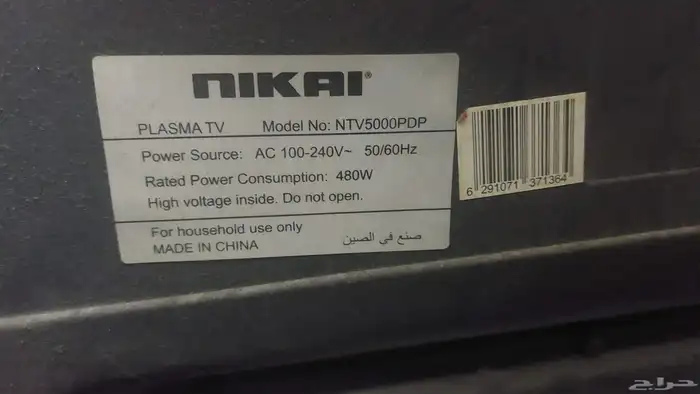 NIKAI®
PLASMA TV Model No: NTV5000PDP
Power Source: AC 100-240V~ 50/60Hz
Rated Power Consumption: 480W
High voltage inside. Do not open.
For household use only
MADE IN CHINA صنع في الصين
6 291071 371364
حراج